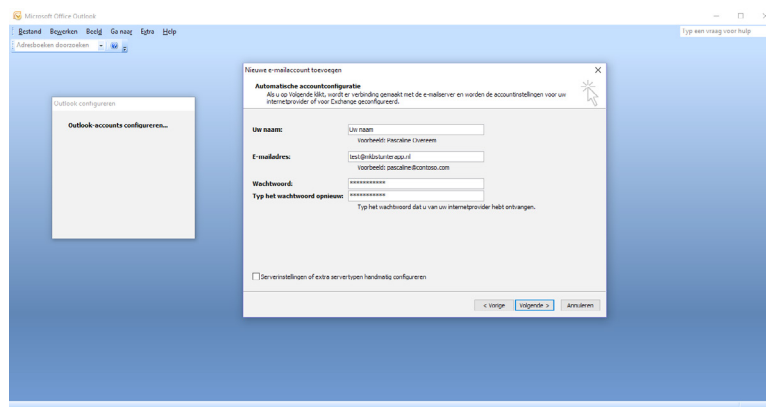 Microsoft Office Outlook
Bestand Bewerken Beeld Ga naar Extra Help
Typ een vraag voor hulp
Adresboeken doorzoeken
Outlook configureren
Outlook-accounts configureren...
Nieuwe e-mailaccount toevoegen
Automatische accountconfiguratie
Als u op Volgende klikt, wordt er verbinding gemaakt met de e-mailserver en worden de accountinstellingen voor uw
internetprovider of voor Exchange geconfigureerd.
Uw naam: Uw naam
Voorbeeld: Pascaline Overeem
E-mailadres: test@mkbstunterapp.nl
Voorbeeld: pascaline@contoso.com
Wachtwoord: ***********
Typ het wachtwoord opnieuw: ***********
Typ het wachtwoord dat u van uw internetprovider hebt ontvangen.
Serverinstellingen of extra servertypen handmatig configureren
< Vorige Volgende > Annuleren